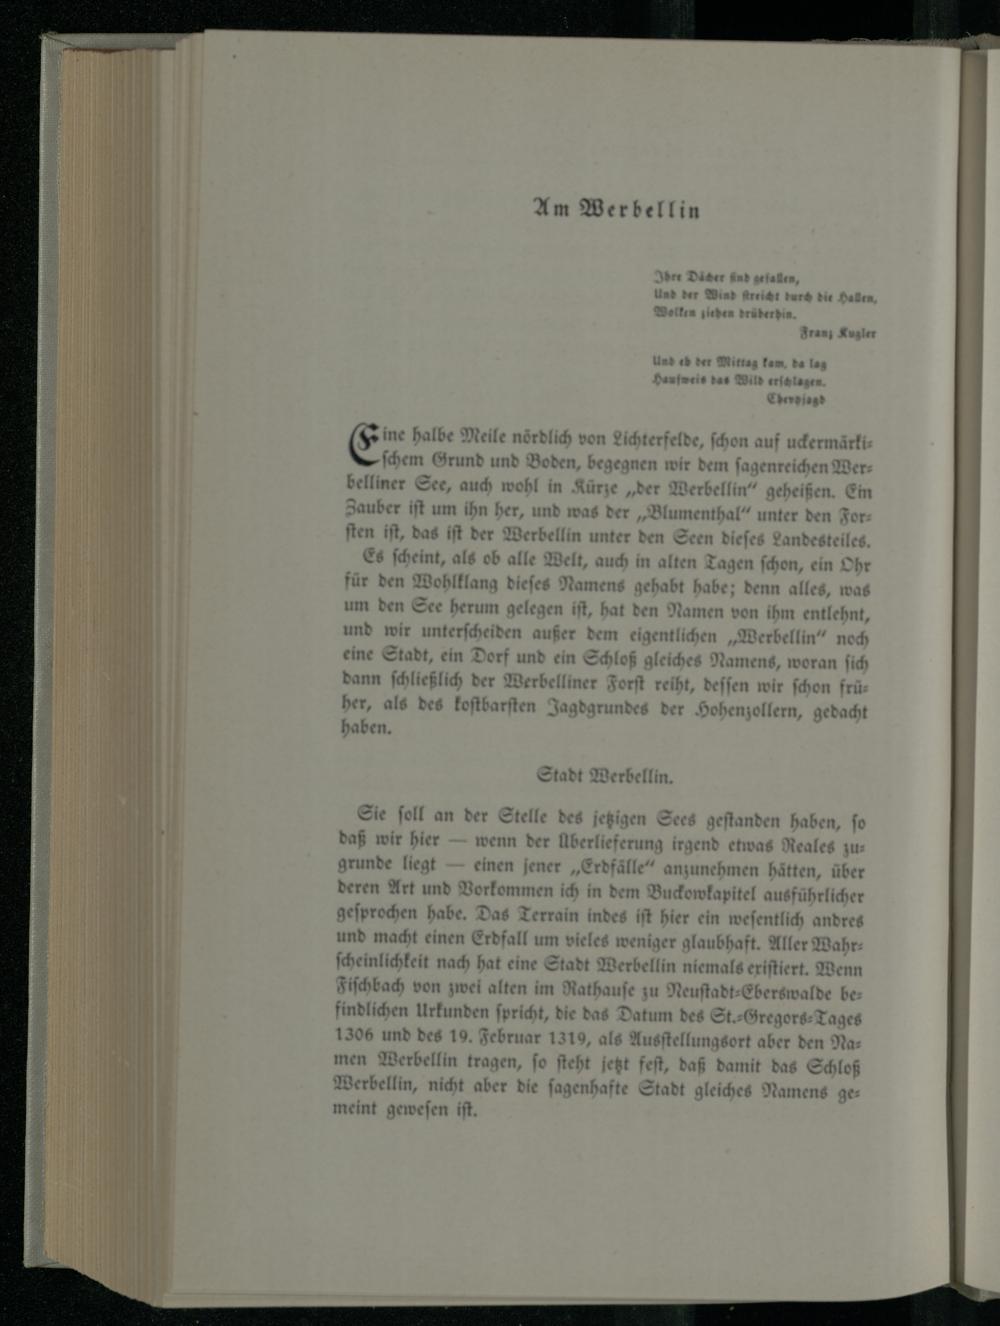 Am Werbellin
Ihre Dächer sind gefallen,
Und der Wind streicht durch die Hallen,
Wolken ziehen drüberhin.
Franz Kugler
Und eh der Mittag kam, da lag
Haufweis das Wild erschlagen.
Chevyjagd
Eine halbe Meile nördlich von Lichterfelde, schon auf uckermärki-
schem Grund und Boden, begegnen wir dem sagenreichen Wer-
belliner See, auch wohl in Kürze „der Werbellin“ geheißen. Ein
Zauber ist um ihn her, und was der „Blumenthal“ unter den For-
sten ist, das ist der Werbellin unter den Seen dieses Landesteiles.
Es scheint, als ob alle Welt, auch in alten Tagen schon, ein Ohr
für den Wohlklang dieses Namens gehabt habe; denn alles, was
um den See herum gelegen ist, hat den Namen von ihm entlehnt,
und wir unterscheiden außer dem eigentlichen „Werbellin“ noch
eine Stadt, ein Dorf und ein Schloß gleiches Namens, woran sich
dann schließlich der Werbelliner Forst reiht, dessen wir schon frü-
her, als des kostbarsten Jagdgrundes der Hohenzollern, gedacht
haben.
Stadt Werbellin.
Sie soll an der Stelle des jetzigen Sees gestanden haben, so
daß wir hier — wenn der Überlieferung irgend etwas Reales zu-
grunde liegt — einen jener „Erdfälle“ anzunehmen hätten, über
deren Art und Vorkommen ich in dem Buckowkapitel ausführlicher
gesprochen habe. Das Terrain indes ist hier ein wesentlich andres
und macht einen Erdfall um vieles weniger glaubhaft. Aller Wahr-
scheinlichkeit nach hat eine Stadt Werbellin niemals existiert. Wenn
Fischbach von zwei alten im Rathause zu Neustadt-Eberswalde be-
findlichen Urkunden spricht, die das Datum des St.-Gregors-Tages
1306 und des 19. Februar 1319, als Ausstellungsort aber den Na-
men Werbellin tragen, so steht jetzt fest, daß damit das Schloß
Werbellin, nicht aber die sagenhafte Stadt gleiches Namens ge-
meint gewesen ist.